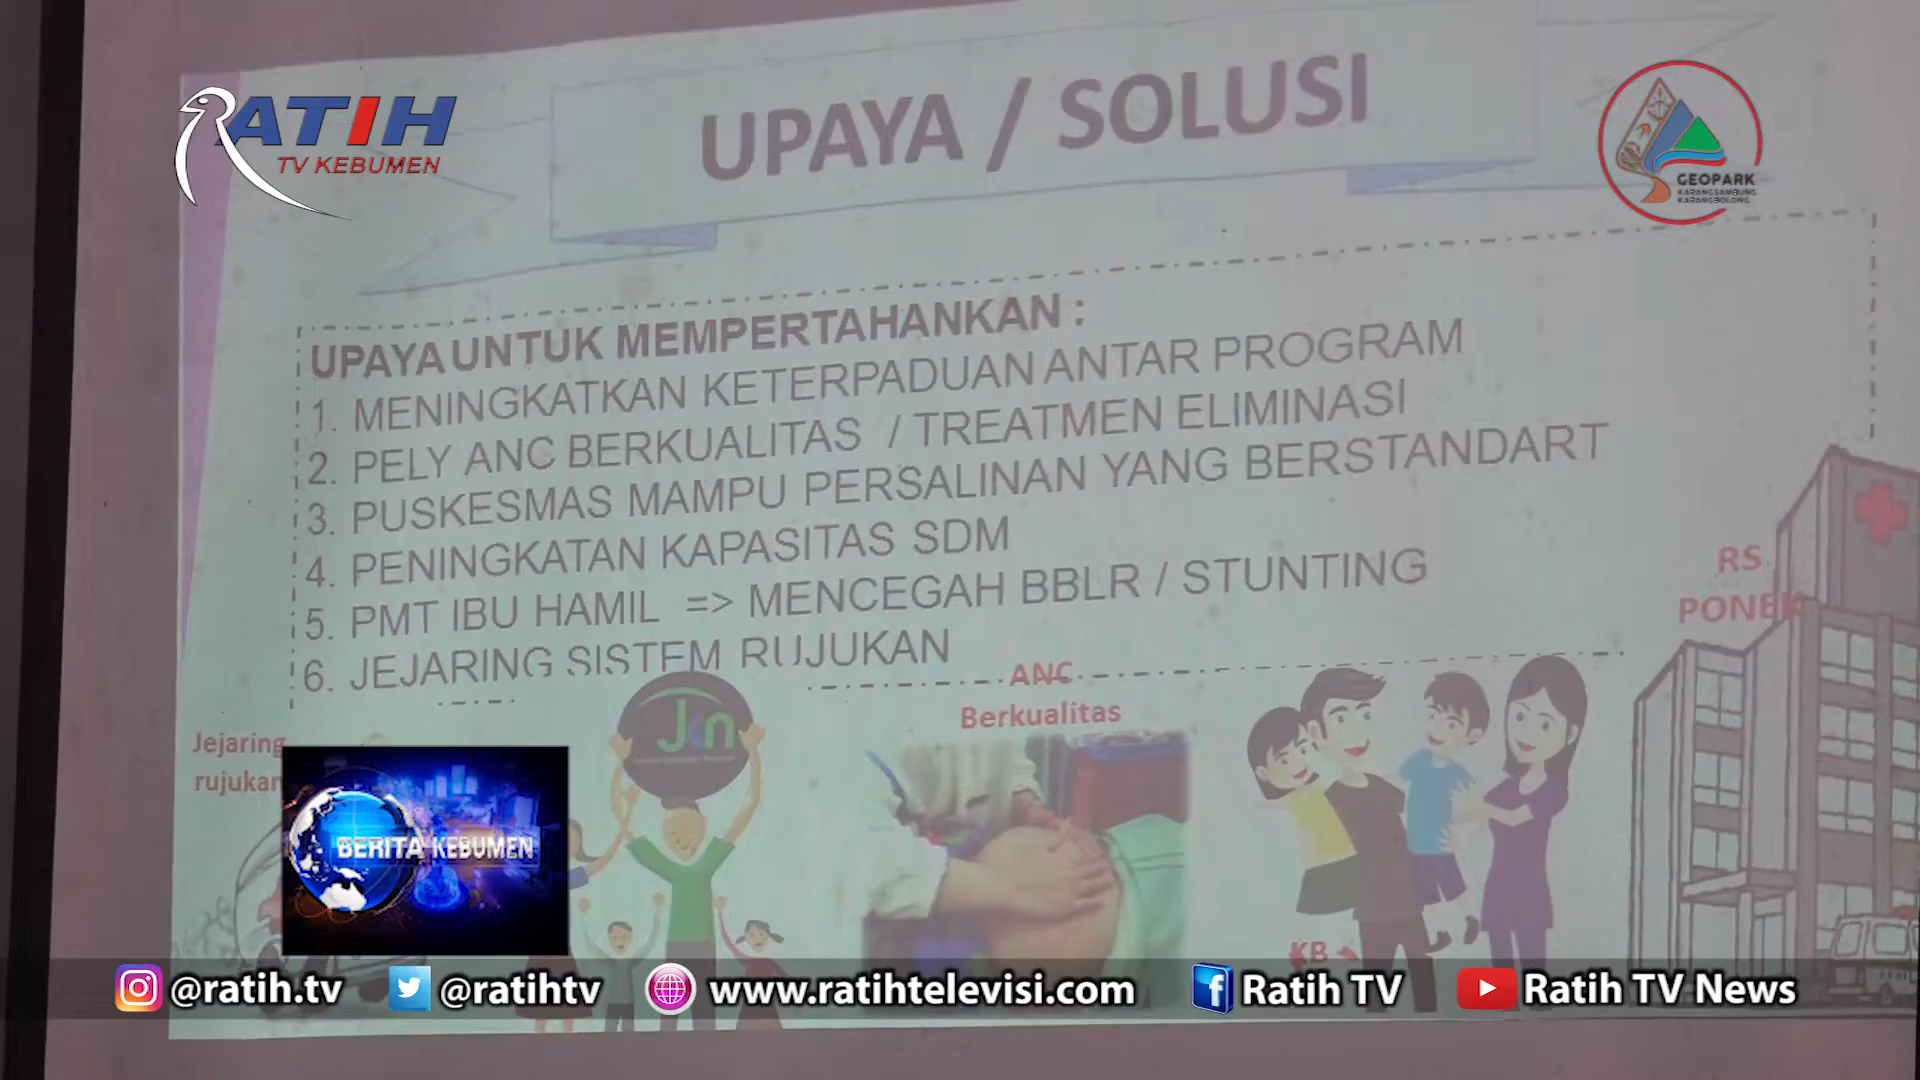 RATIH
TV KEBUMEN
UPAYA / SOLUSI
GEOPARK
KARANGSAMBUNG
KARANGBOLONG
UPAYA UNTUK MEMPERTAHANKAN :
1. MENINGKATKAN KETERPADUAN ANTAR PROGRAM
2. PELY ANC BERKUALITAS / TREATMEN ELIMINASI
3. PUSKESMAS MAMPU PERSALINAN YANG BERSTANDART
4. PENINGKATAN KAPASITAS SDM
5. PMT IBU HAMIL => MENCEGAH BBLR / STUNTING
6. JEJARING SISTEM RUJUKAN
RS
PONEK
ANC
Berkualitas
Jejaring
rujukan
JKn
KB
BERITA KEBUMEN
@ratih.tv
@ratihtv
www.ratihtelevisi.com
Ratih TV
Ratih TV News